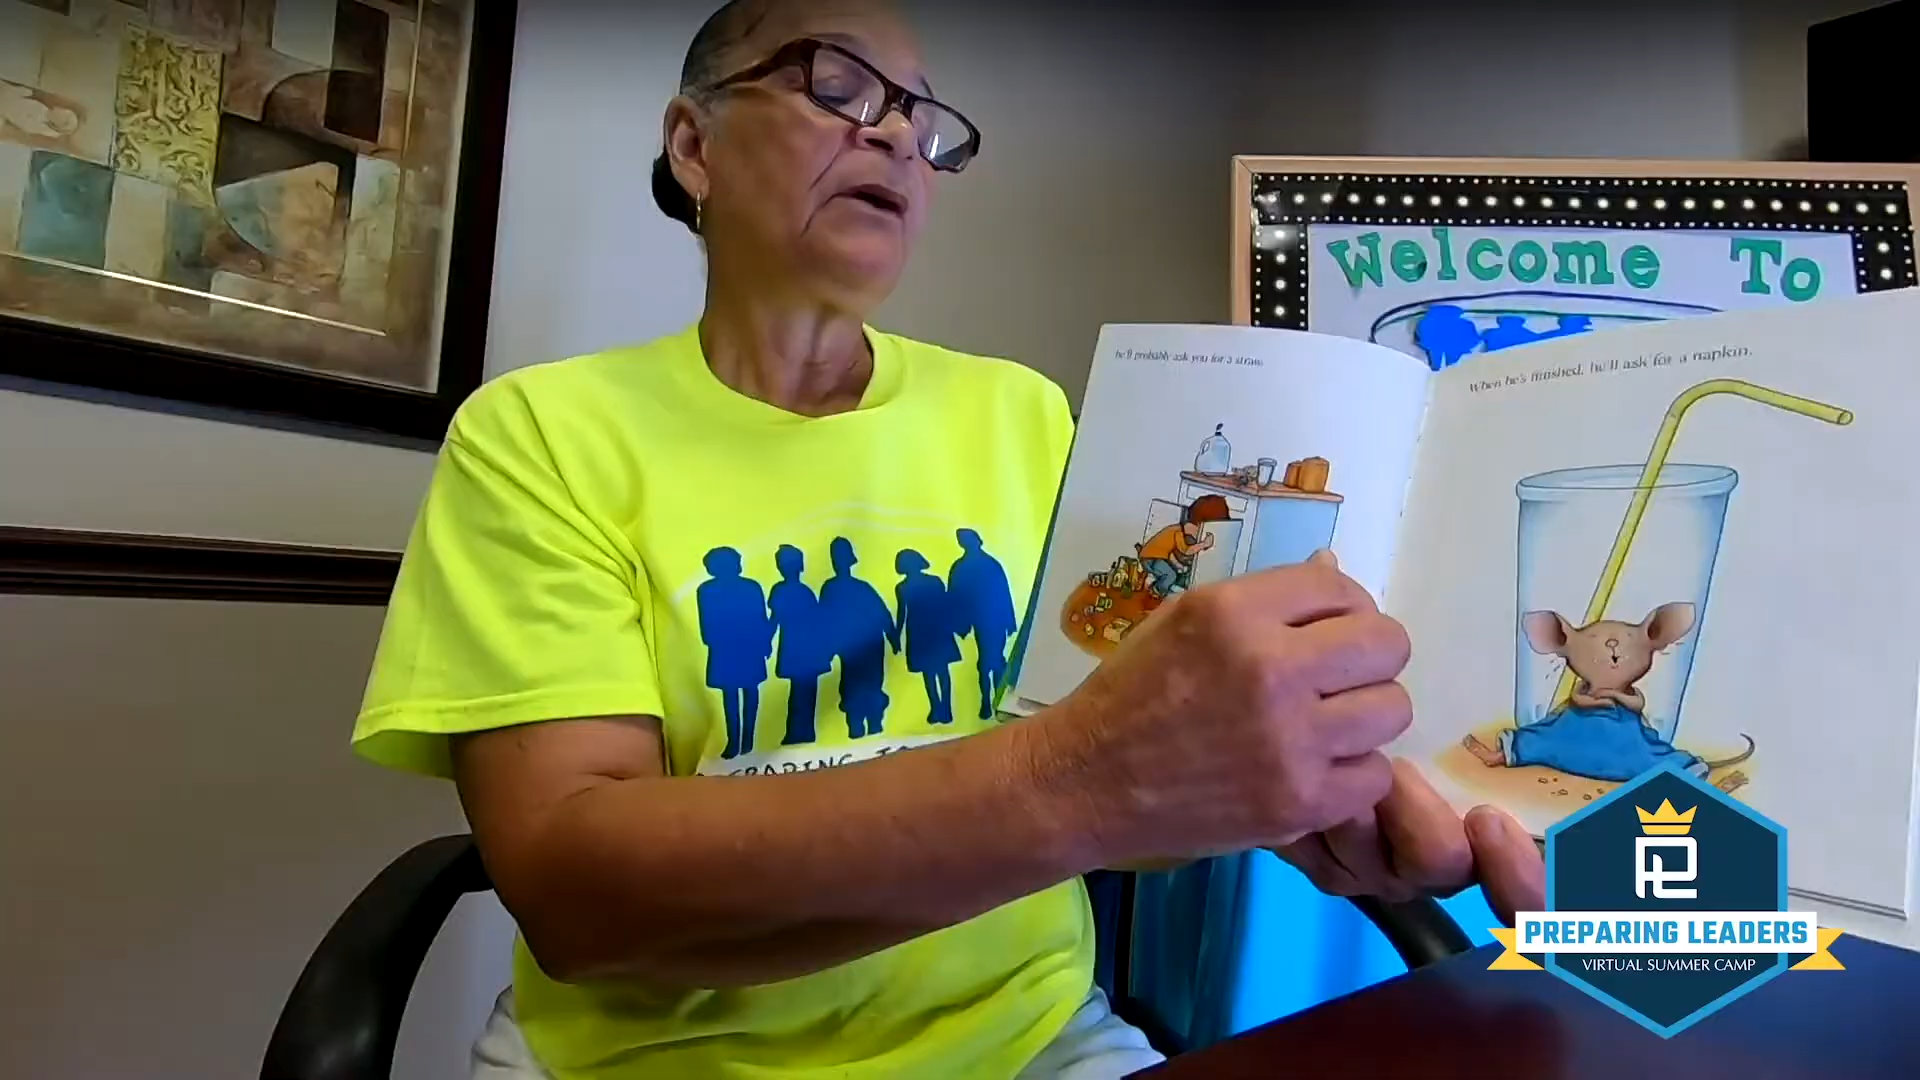 Welcome To
he'll probably ask you for a straw.
When he's finished, he'll ask for a napkin.
PREPARING LEADERS
VIRTUAL SUMMER CAMP